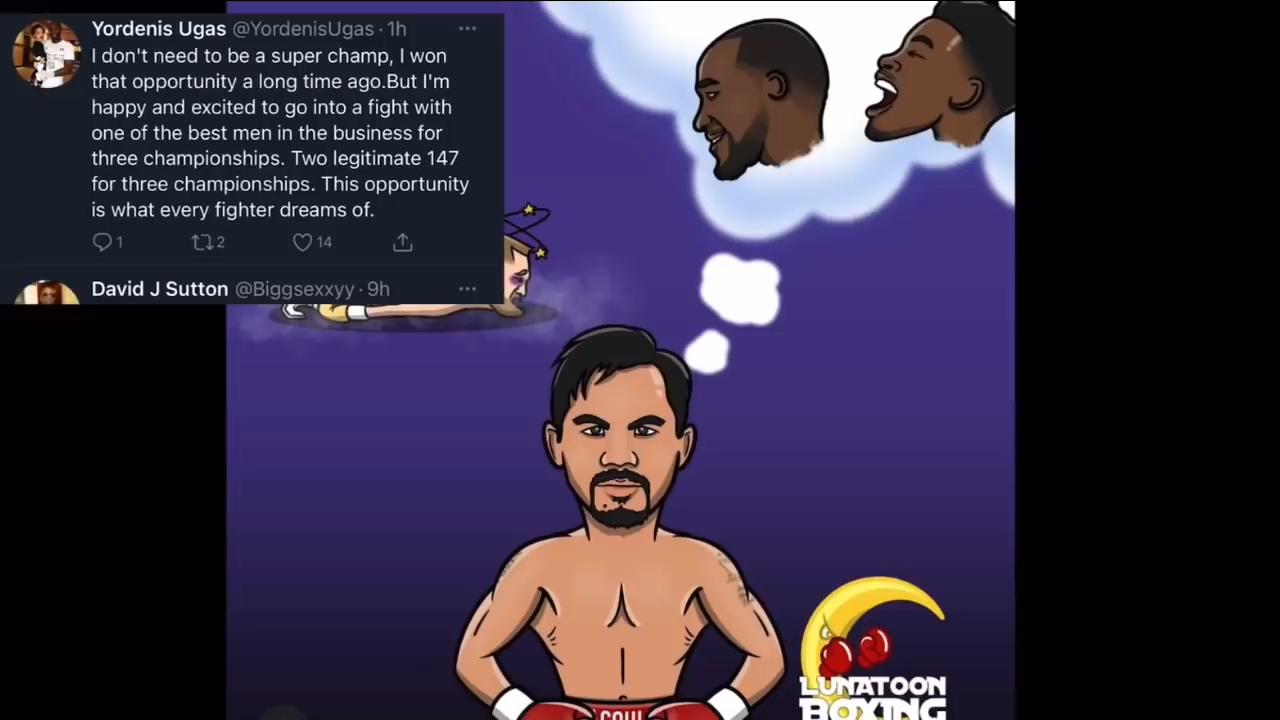 Yordenis Ugas @YordenisUgas · 1h
I don't need to be a super champ, I won
that opportunity a long time ago.But I'm
happy and excited to go into a fight with
one of the best men in the business for
three championships. Two legitimate 147
for three championships. This opportunity
is what every fighter dreams of.
1 2 14
David J Sutton @Biggsexxyy · 9h
LUNATOON
BOXING